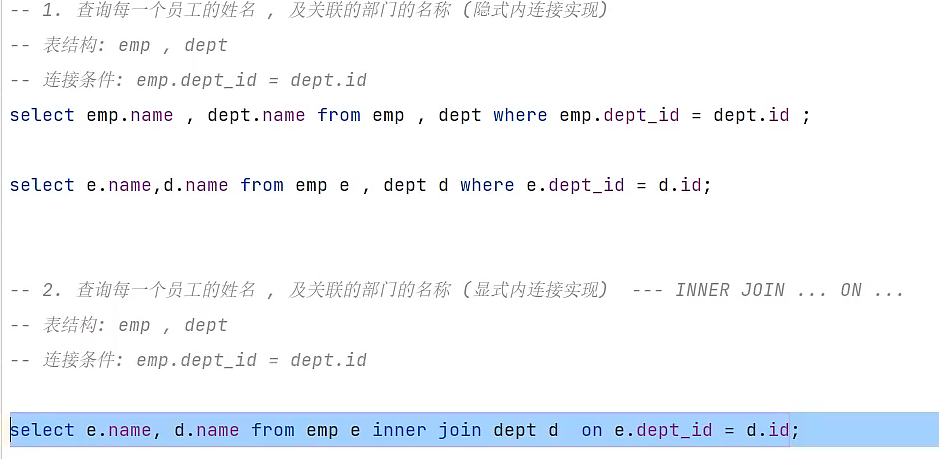 -- 1. 查询每一个员工的姓名 , 及关联的部门的名称 (隐式内连接实现)
-- 表结构: emp , dept
-- 连接条件: emp.dept_id = dept.id
select emp.name , dept.name from emp , dept where emp.dept_id = dept.id ;
select e.name,d.name from emp e , dept d where e.dept_id = d.id;
-- 2. 查询每一个员工的姓名 , 及关联的部门的名称 (显式内连接实现)  --- INNER JOIN ... ON ...
-- 表结构: emp , dept
-- 连接条件: emp.dept_id = dept.id
select e.name, d.name from emp e inner join dept d  on e.dept_id = d.id;